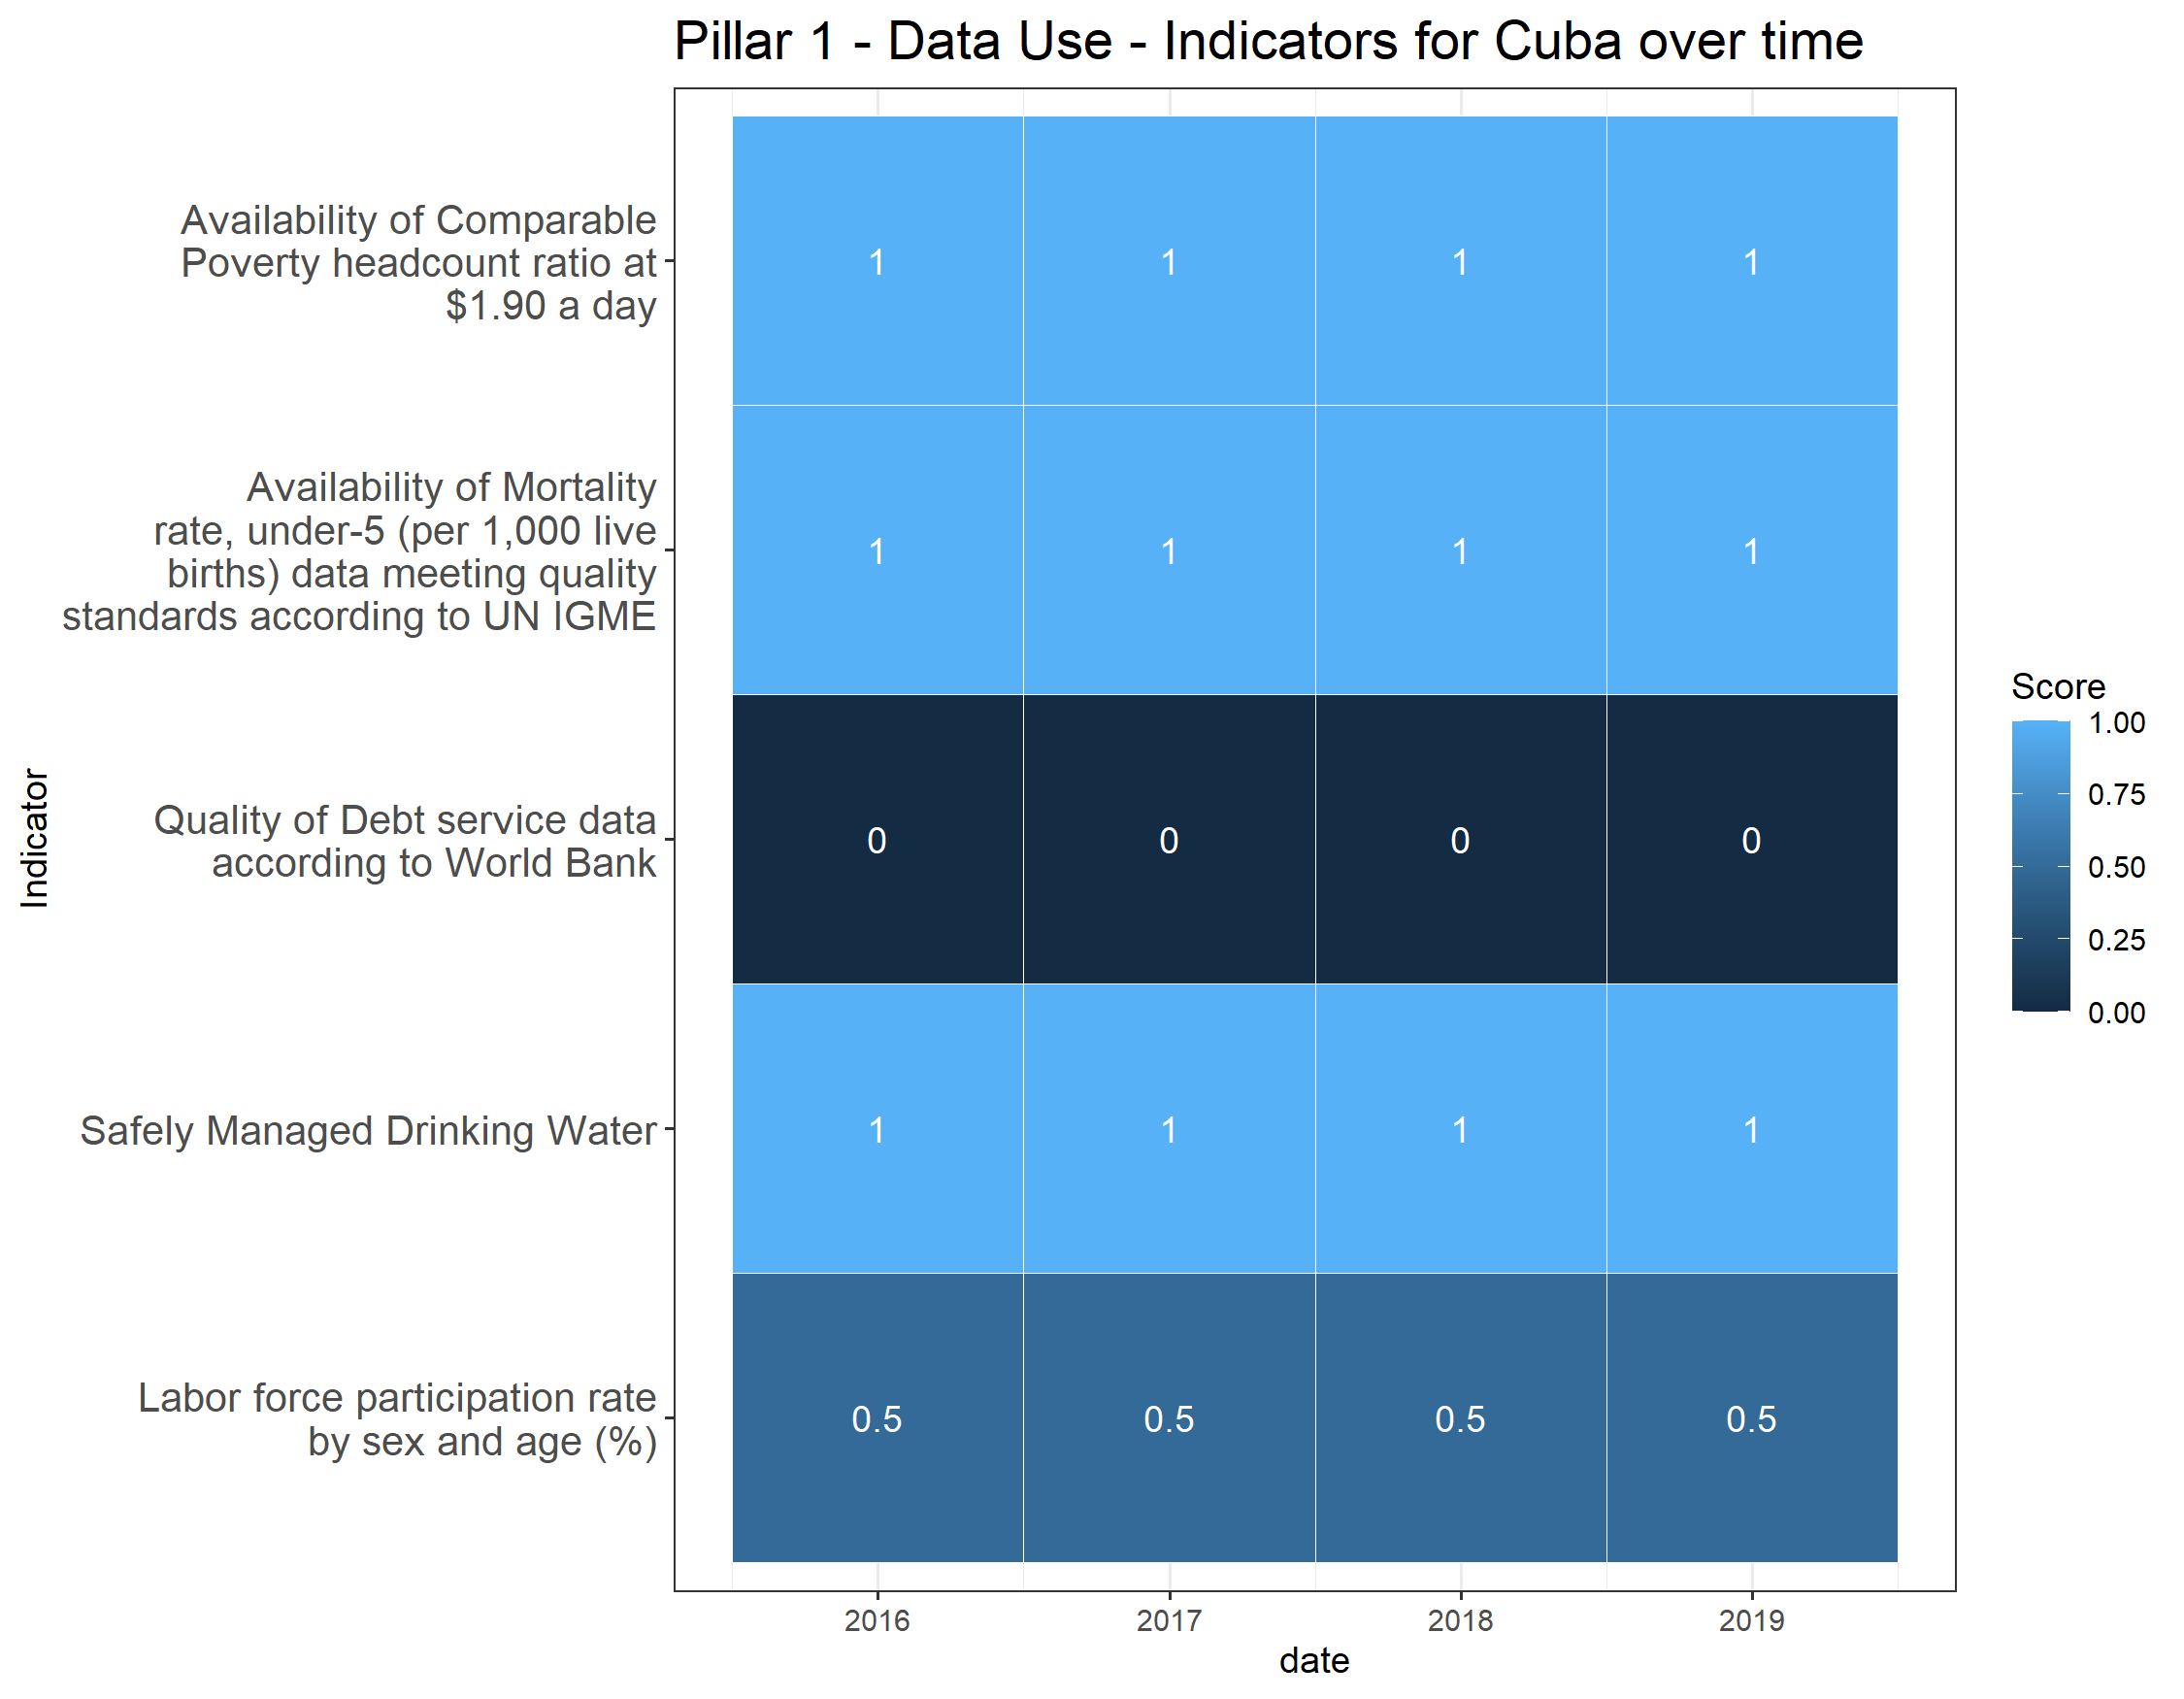 Pillar 1 - Data Use - Indicators for Cuba over time
Indicator
Availability of Comparable
Poverty headcount ratio at
$1.90 a day
1 1 1 1
Availability of Mortality
rate, under-5 (per 1,000 live
births) data meeting quality
standards according to UN IGME
1 1 1 1
Quality of Debt service data
according to World Bank
0 0 0 0
Safely Managed Drinking Water
1 1 1 1
Labor force participation rate
by sex and age (%)
0.5 0.5 0.5 0.5
2016 2017 2018 2019
date
Score
1.00
0.75
0.50
0.25
0.00